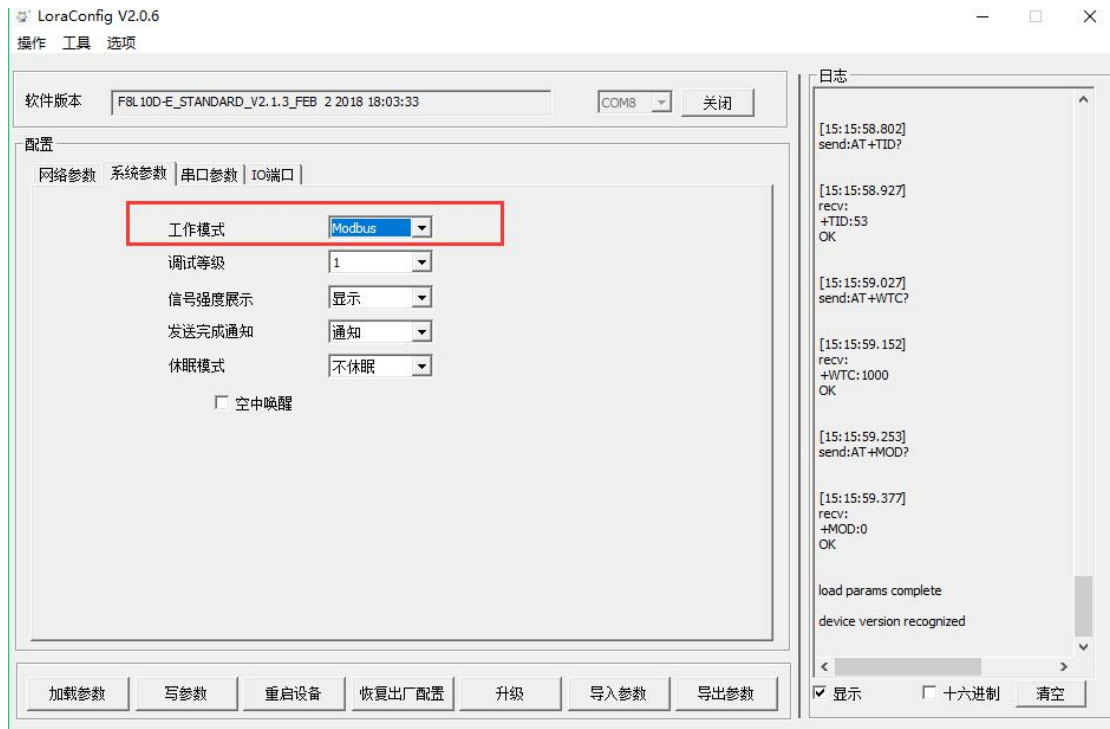 LoraConfig V2.0.6
操作 工具 选项
软件版本 F8L10D-E_STANDARD_V2.1.3_FEB 2 2018 18:03:33 COM8 关闭
配置
网络参数 系统参数 串口参数 IO端口
工作模式 Modbus
调试等级 1
信号强度展示 显示
发送完成通知 通知
休眠模式 不休眠
空中唤醒
加载参数 写参数 重启设备 恢复出厂配置 升级 导入参数 导出参数
日志
[15:15:58.802]
send:AT+TID?
[15:15:58.927]
recv:
+TID:53
OK
[15:15:59.027]
send:AT+WTC?
[15:15:59.152]
recv:
+WTC:1000
OK
[15:15:59.253]
send:AT+MOD?
[15:15:59.377]
recv:
+MOD:0
OK
load params complete
device version recognized
显示 十六进制 清空